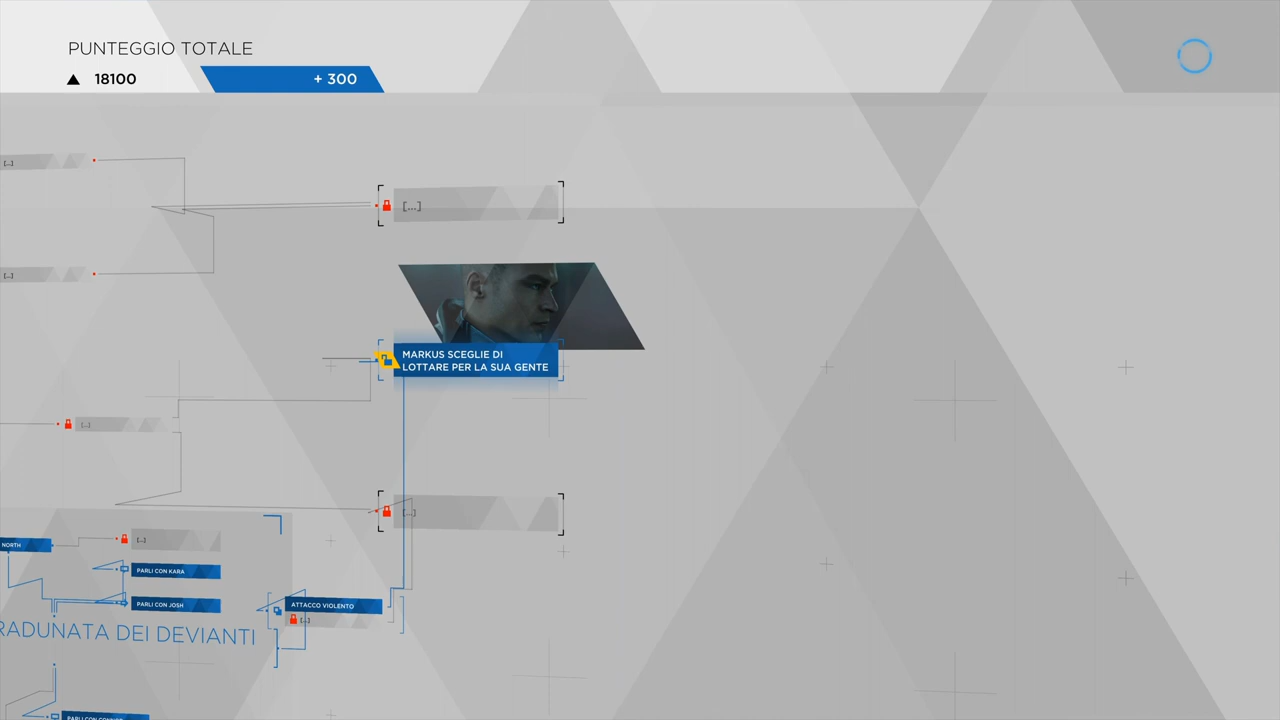 PUNTEGGIO TOTALE
18100
+ 300
[...]
[...]
[...]
MARKUS SCEGLIE DI
LOTTARE PER LA SUA GENTE
[...]
[...]
NORTH
[...]
PARLI CON KARA
PARLI CON JOSH
ATTACCO VIOLENTO
[...]
RADUNATA DEI DEVIANTI